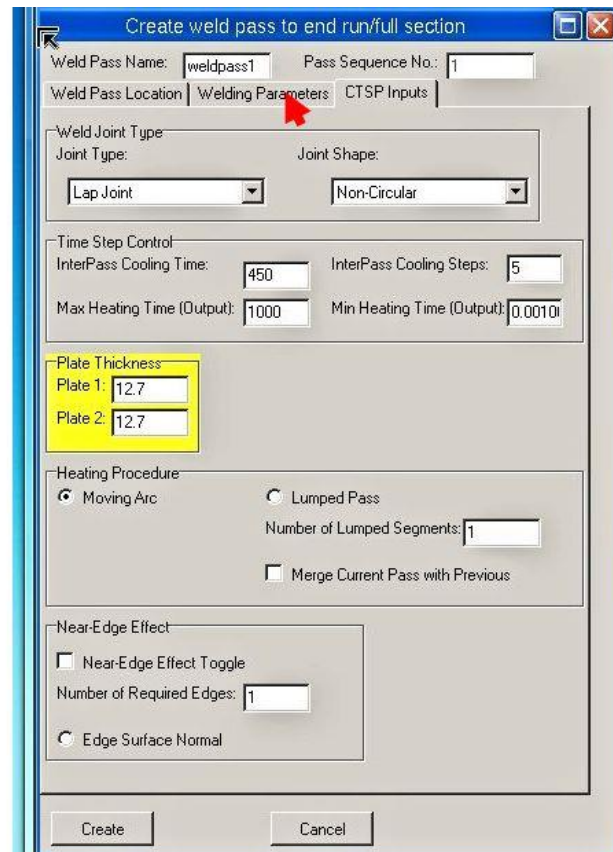 Create weld pass to end run/full section
Weld Pass Name: weldpass1 Pass Sequence No.: 1
Weld Pass Location Welding Parameters CTSP Inputs
Weld Joint Type
Joint Type: Joint Shape:
Lap Joint Non-Circular
Time Step Control
InterPass Cooling Time: 450 InterPass Cooling Steps: 5
Max Heating Time (Output): 1000 Min Heating Time (Output): 0.0010
Plate Thickness
Plate 1: 12.7
Plate 2: 12.7
Heating Procedure
Moving Arc Lumped Pass
Number of Lumped Segments: 1
Merge Current Pass with Previous
Near-Edge Effect
Near-Edge Effect Toggle
Number of Required Edges: 1
Edge Surface Normal
Create Cancel